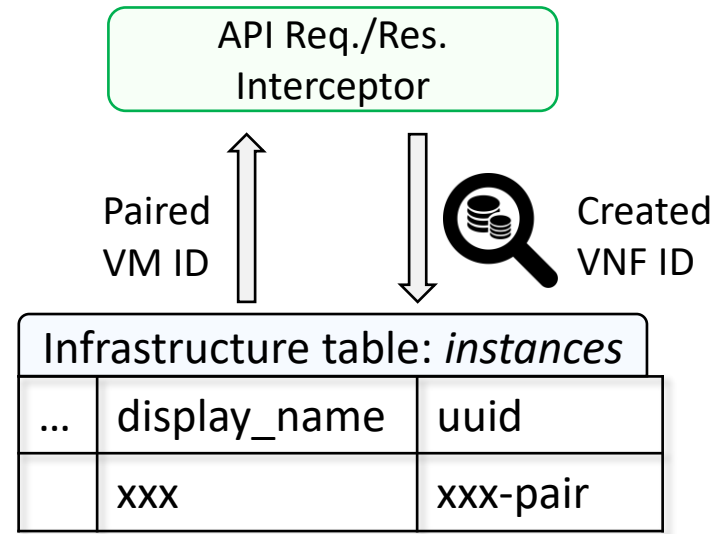 API Req./Res.
Interceptor
Paired
VM ID
Created
VNF ID
Infrastructure table: instances
... display_name uuid
xxx xxx-pair